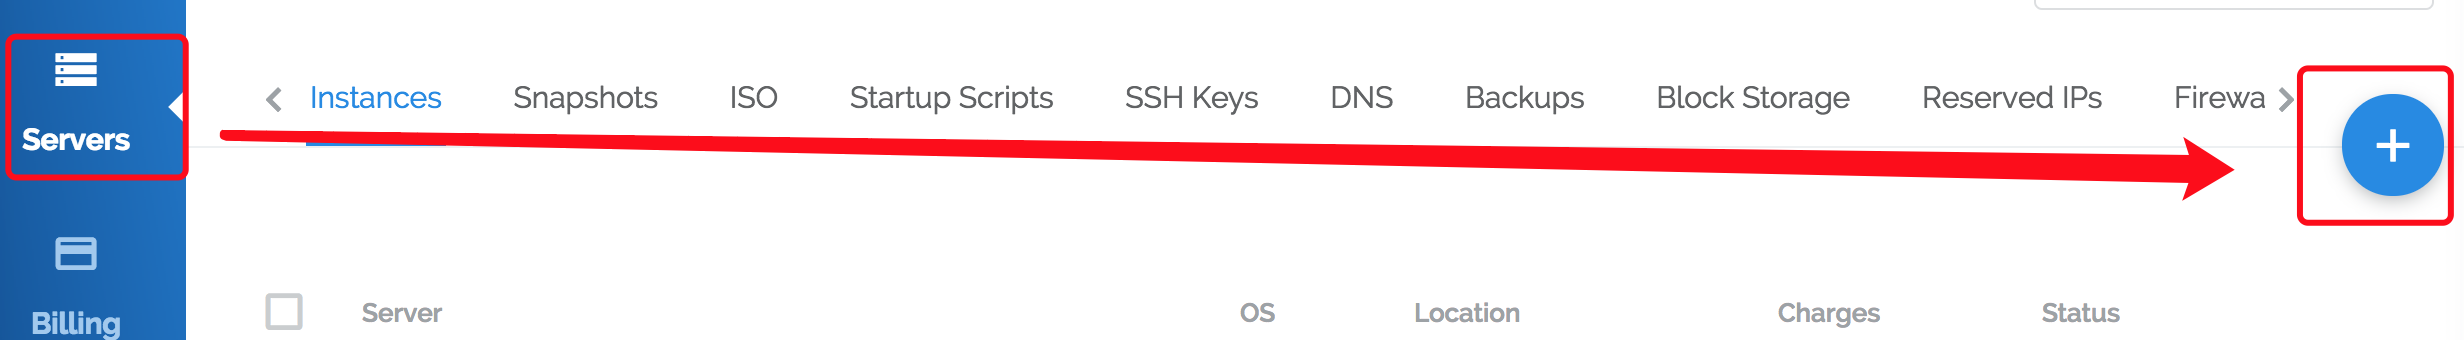 Servers
Billing
Instances Snapshots ISO Startup Scripts SSH Keys DNS Backups Block Storage Reserved IPs Firewa
Server OS Location Charges Status